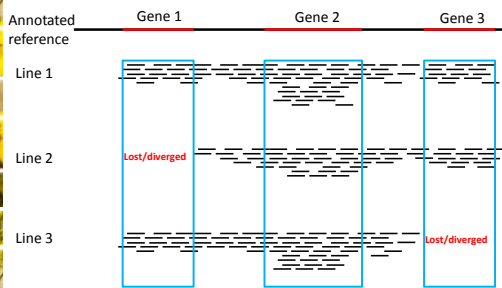 Annotated reference
Gene 1
Gene 2
Gene 3
Line 1
Line 2
Lost/diverged
Line 3
Lost/diverged